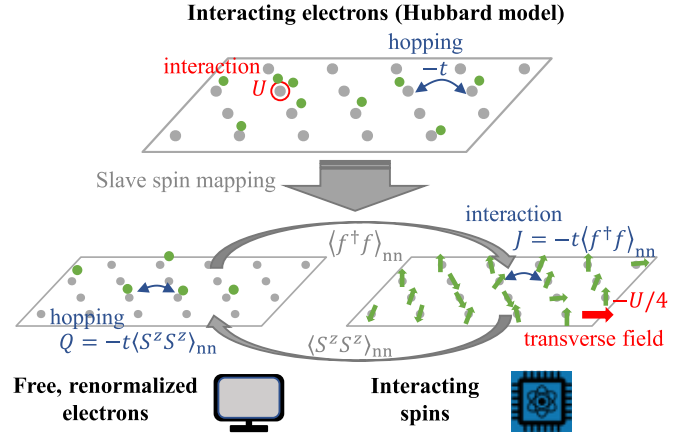 Interacting electrons (Hubbard model)
hopping
−t
interaction
U
Slave spin mapping
⟨f†f⟩nn
interaction
J = −t⟨f†f⟩nn
hopping
Q = −t⟨SᶻSᶻ⟩nn
⟨SᶻSᶻ⟩nn
−U/4
transverse field
Free, renormalized
electrons
Interacting
spins